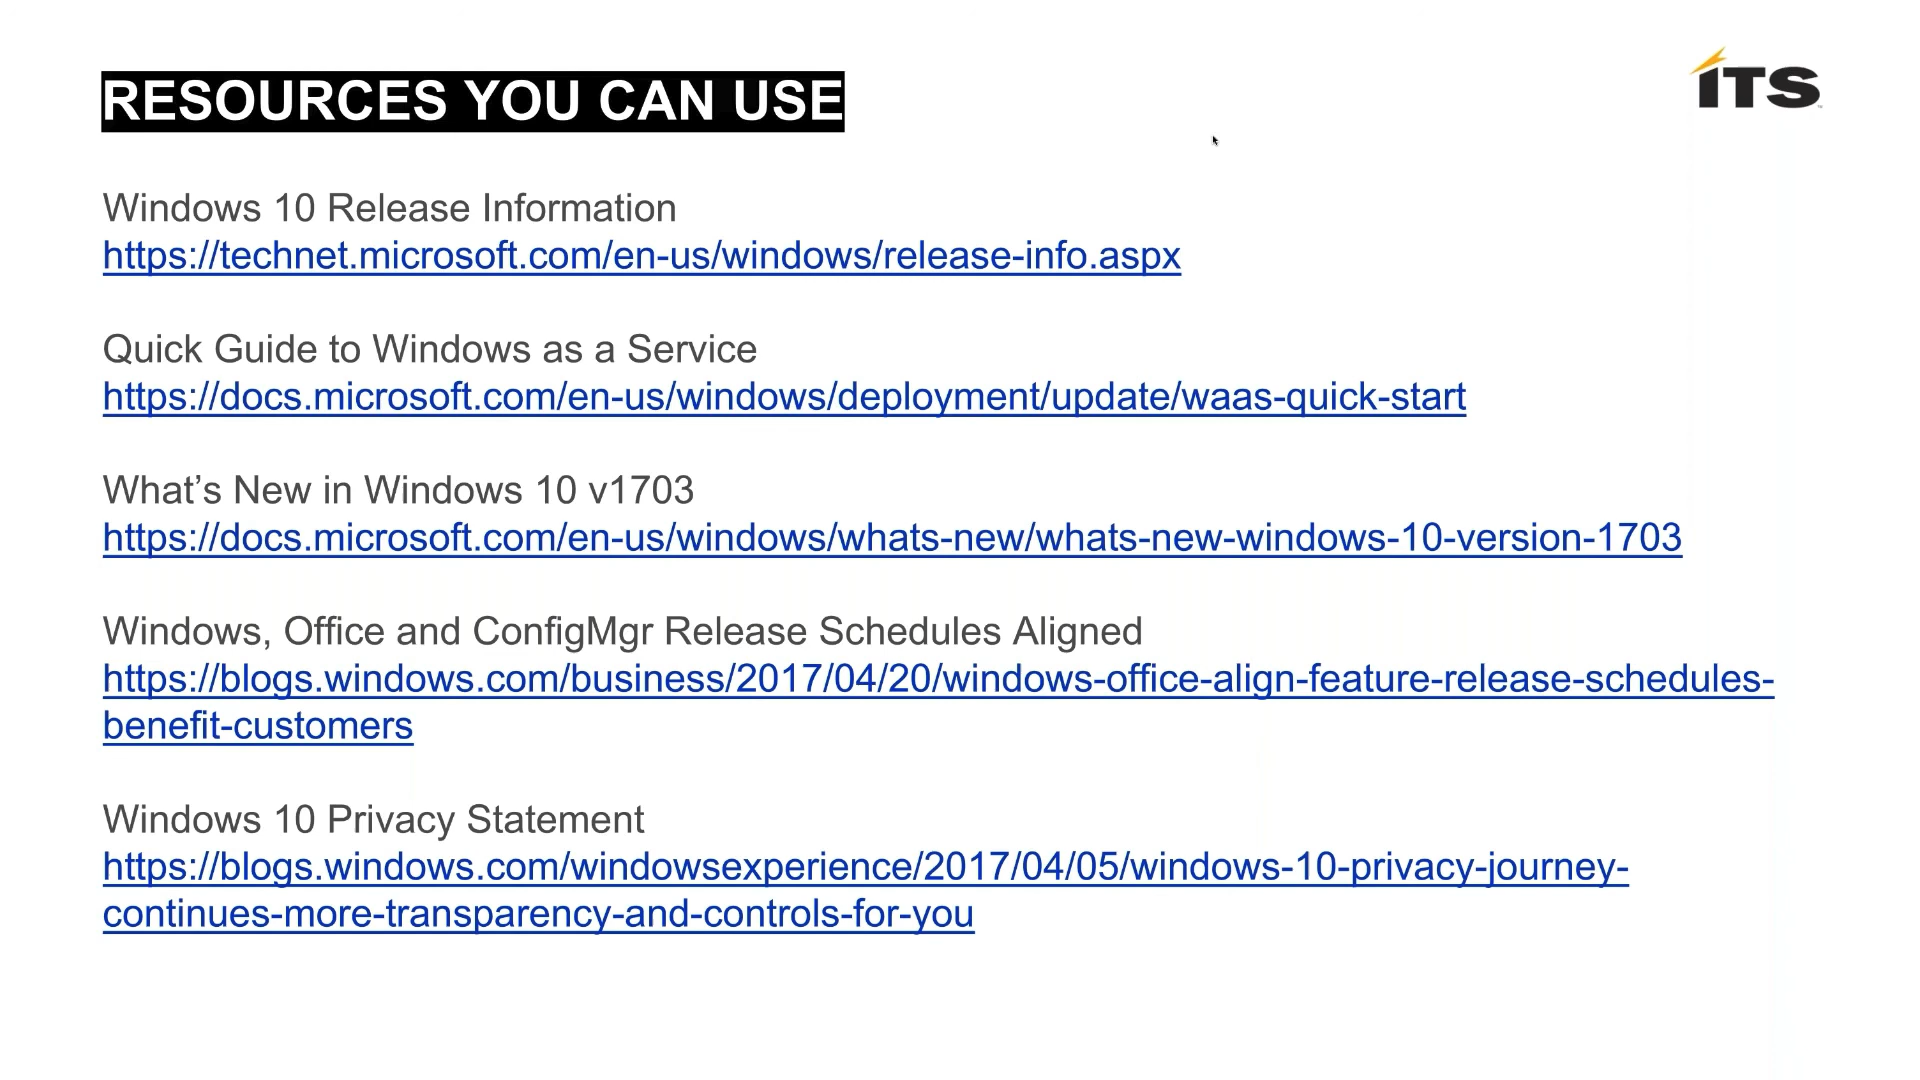 RESOURCES YOU CAN USE
ITS
Windows 10 Release Information
https://technet.microsoft.com/en-us/windows/release-info.aspx
Quick Guide to Windows as a Service
https://docs.microsoft.com/en-us/windows/deployment/update/waas-quick-start
What’s New in Windows 10 v1703
https://docs.microsoft.com/en-us/windows/whats-new/whats-new-windows-10-version-1703
Windows, Office and ConfigMgr Release Schedules Aligned
https://blogs.windows.com/business/2017/04/20/windows-office-align-feature-release-schedules-
benefit-customers
Windows 10 Privacy Statement
https://blogs.windows.com/windowsexperience/2017/04/05/windows-10-privacy-journey-
continues-more-transparency-and-controls-for-you